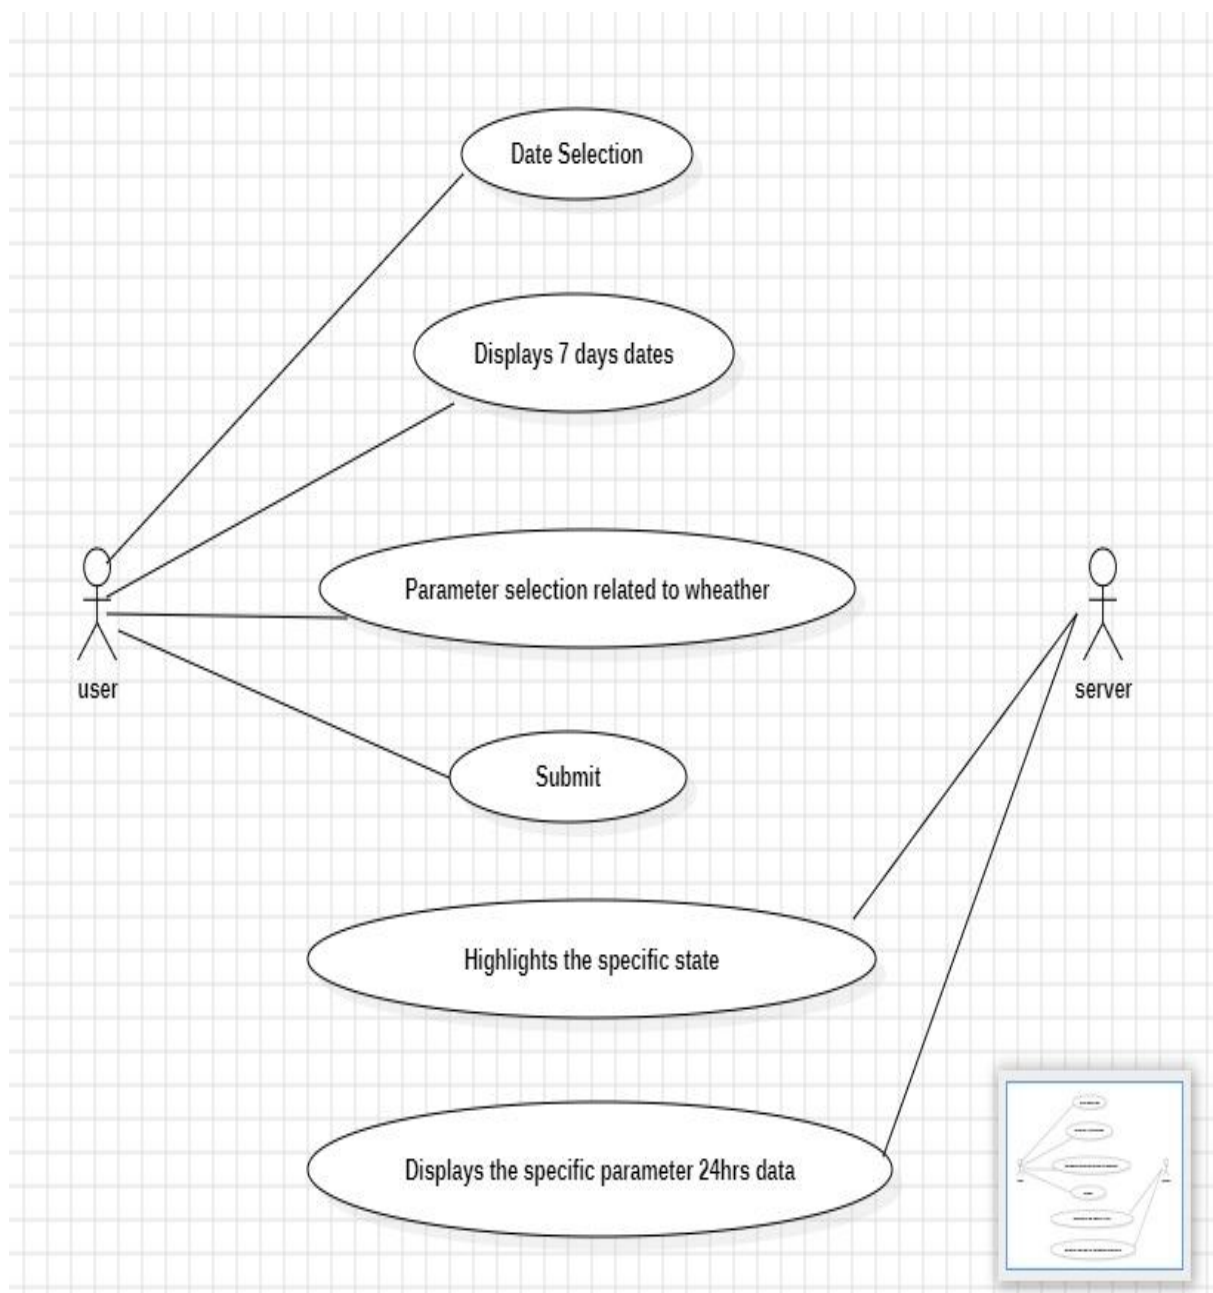 Date Selection
Displays 7 days dates
Parameter selection related to wheather
user
server
Submit
Highlights the specific state
Displays the specific parameter 24hrs data